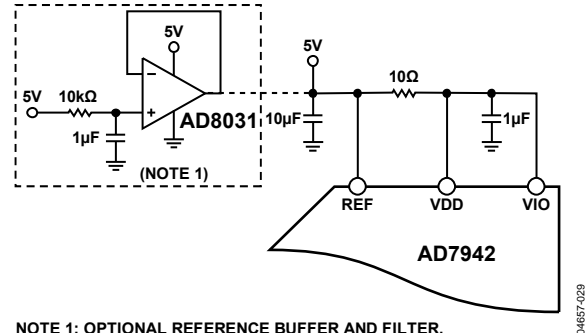 5V
5V
5V
10kΩ
10Ω
–
+
AD8031
10µF
1µF
1µF
(NOTE 1)
REF
VDD
VIO
AD7942
NOTE 1: OPTIONAL REFERENCE BUFFER AND FILTER.
04657-029